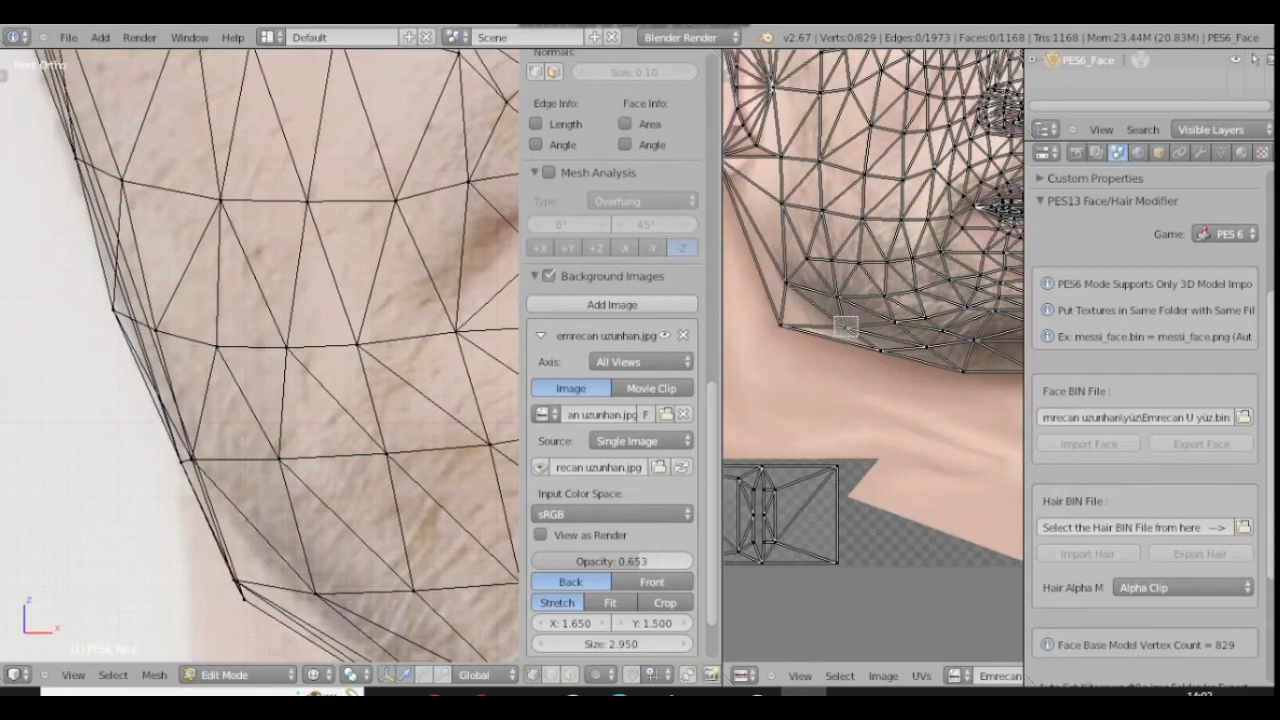 File Add Render Window Help Default Scene Blender Render v2.67 | Verts:0/829 | Edges:0/1973 | Faces:0/1168 | Tris:1168 | Mem:23.44M (20.83M) | PES6_Face
Front Ortho
Normals:
Size: 0.10
Edge Info: Face Info:
Length Area
Angle Angle
Mesh Analysis
Type: Overhang
0° 45°
+X +Y +Z -X -Y -Z
Background Images
Add Image
emrecan uzunhan.jpg
Axis: All Views
Image Movie Clip
an uzunhan.jpg F
Source: Single Image
recan uzunhan.jpg
Input Color Space:
sRGB
View as Render
Opacity: 0.653
Back Front
Stretch Fit Crop
X: 1.650 Y: 1.500
Size: 2.950
z
x
View Select Mesh Edit Mode Global
View Select Image UVs Emrecan
PES6_Face
View Search Visible Layers
Custom Properties
PES13 Face/Hair Modifier
Game: PES 6
PES6 Mode Supports Only 3D Model Impo
Put Textures in Same Folder with Same Fil
Ex: messi_face.bin = messi_face.png (Aut
Face BIN File :
mrecan uzunhan\yüz\Emrecan U yüz.bin
Import Face Export Face
Hair BIN File :
Select the Hair BIN File from here -->
Import Hair Export Hair
Hair Alpha M Alpha Clip
Face Base Model Vertex Count = 829